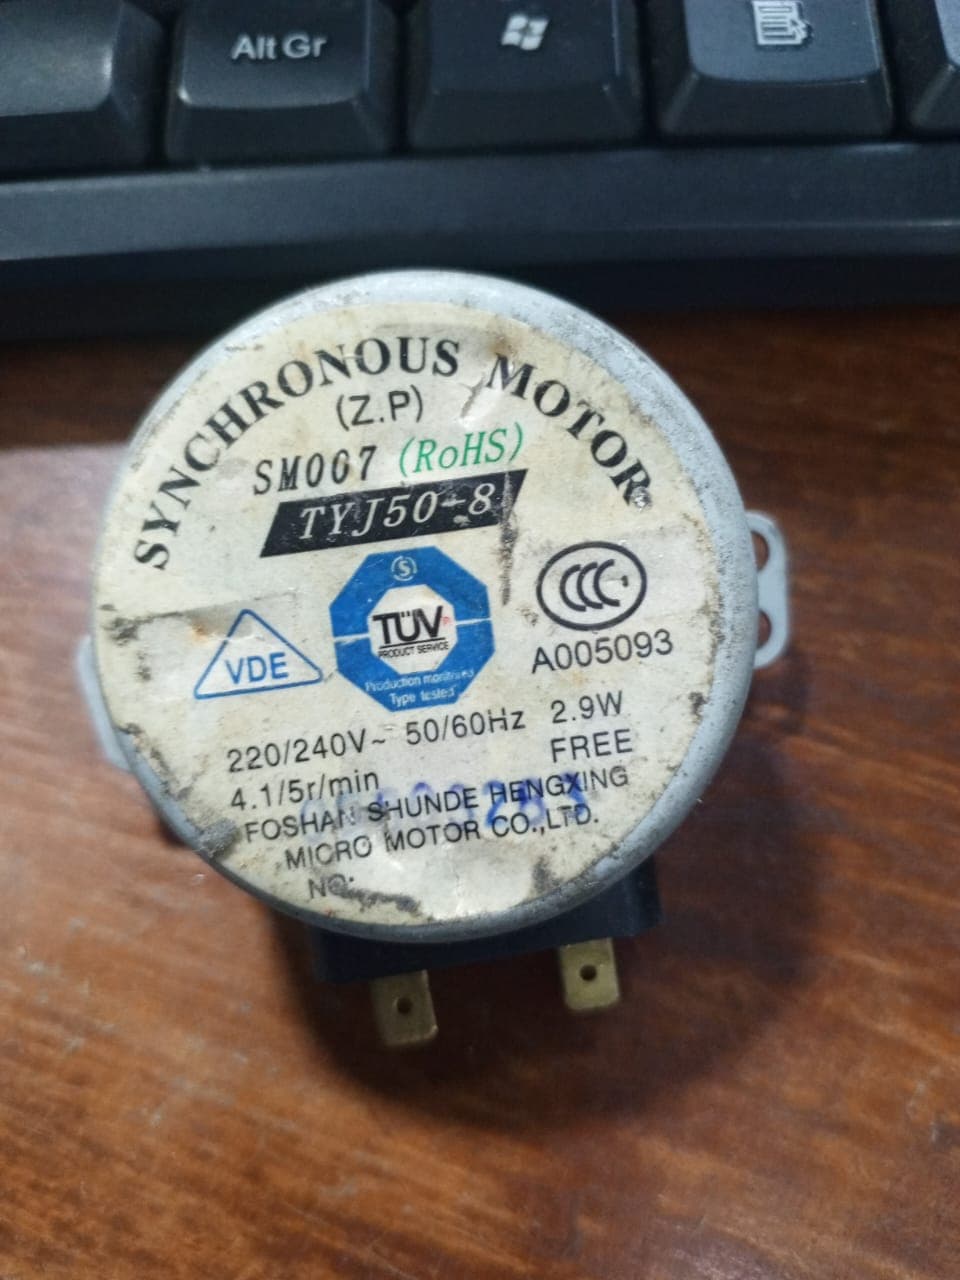 Alt Gr
SYNCHRONOUS MOTOR
(Z.P)
SM007 (RoHS)
TYJ50-8
S
TÜV
PRODUCT SERVICE
Production monitored
Type tested
VDE
CCC
A005093
220/240V~ 50/60Hz 2.9W
4.1/5r/min FREE
FOSHAN SHUNDE HENGXING
MICRO MOTOR CO.,LTD.
NO: